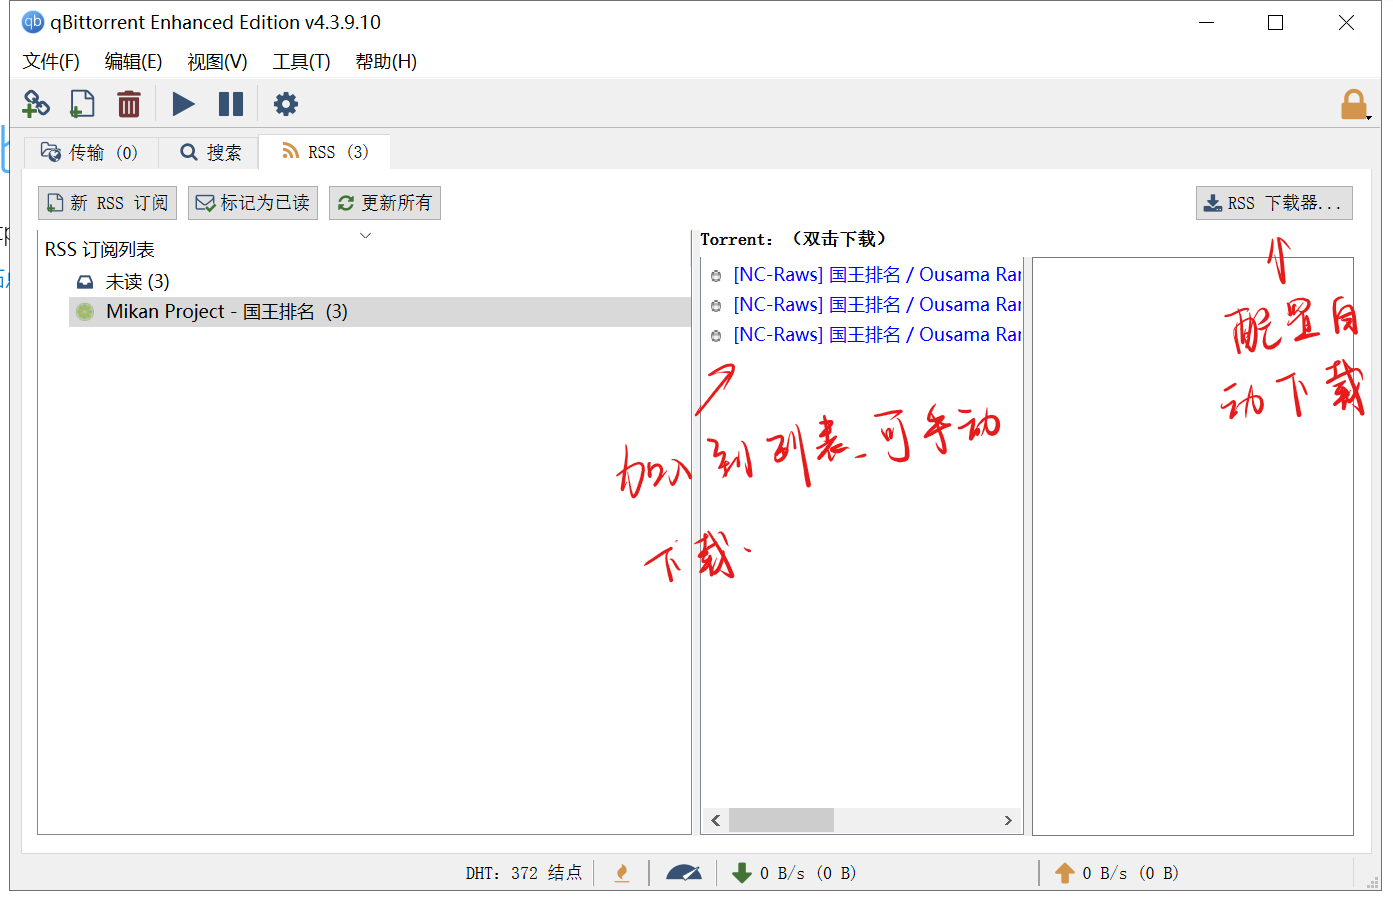 qBittorrent Enhanced Edition v4.3.9.10
文件(F) 编辑(E) 视图(V) 工具(T) 帮助(H)
传输 (0) 搜索 RSS (3)
新 RSS 订阅 标记为已读 更新所有 RSS 下载器...
RSS 订阅列表
未读 (3)
Mikan Project - 国王排名 (3)
Torrent: （双击下载）
[NC-Raws] 国王排名 / Ousama Rar
[NC-Raws] 国王排名 / Ousama Rar
[NC-Raws] 国王排名 / Ousama Rar
加入到列表,可手动
下载.
配置自
动下载
DHT: 372 结点 0 B/s (0 B) 0 B/s (0 B)